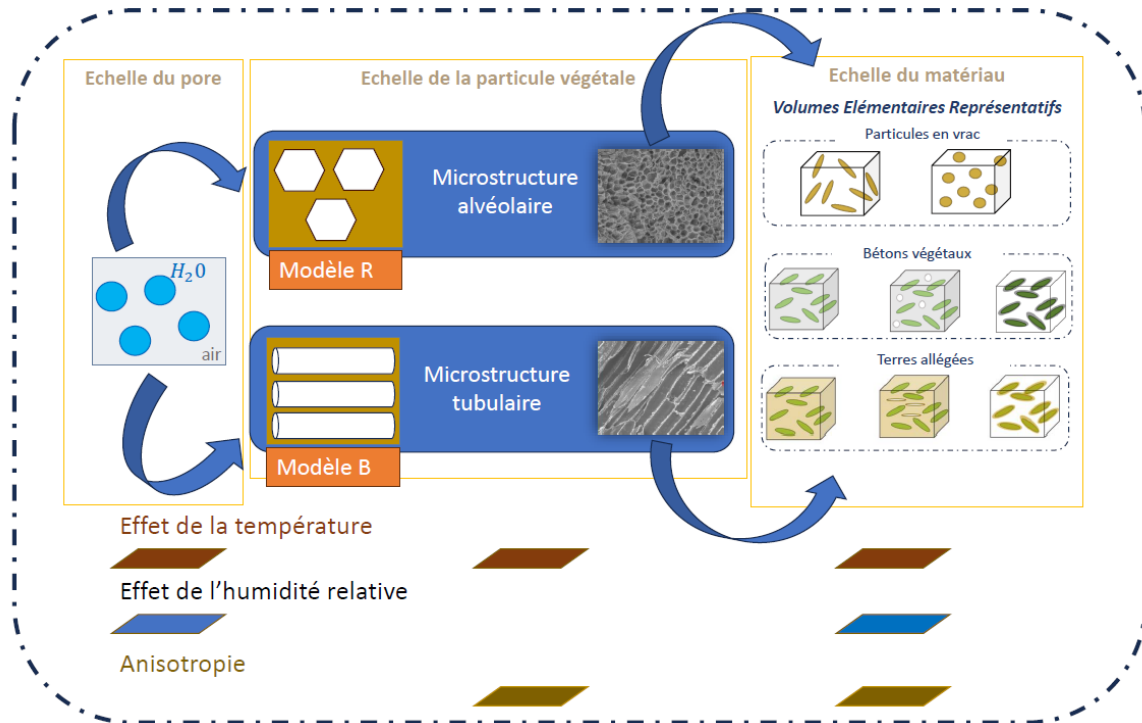 Echelle du pore
Echelle de la particule végétale
Echelle du matériau
Volumes Elémentaires Représentatifs
Particules en vrac
Microstructure
alvéolaire
Modèle R
H₂O
air
Bétons végétaux
Microstructure
tubulaire
Modèle B
Terres allégées
Effet de la température
Effet de l’humidité relative
Anisotropie